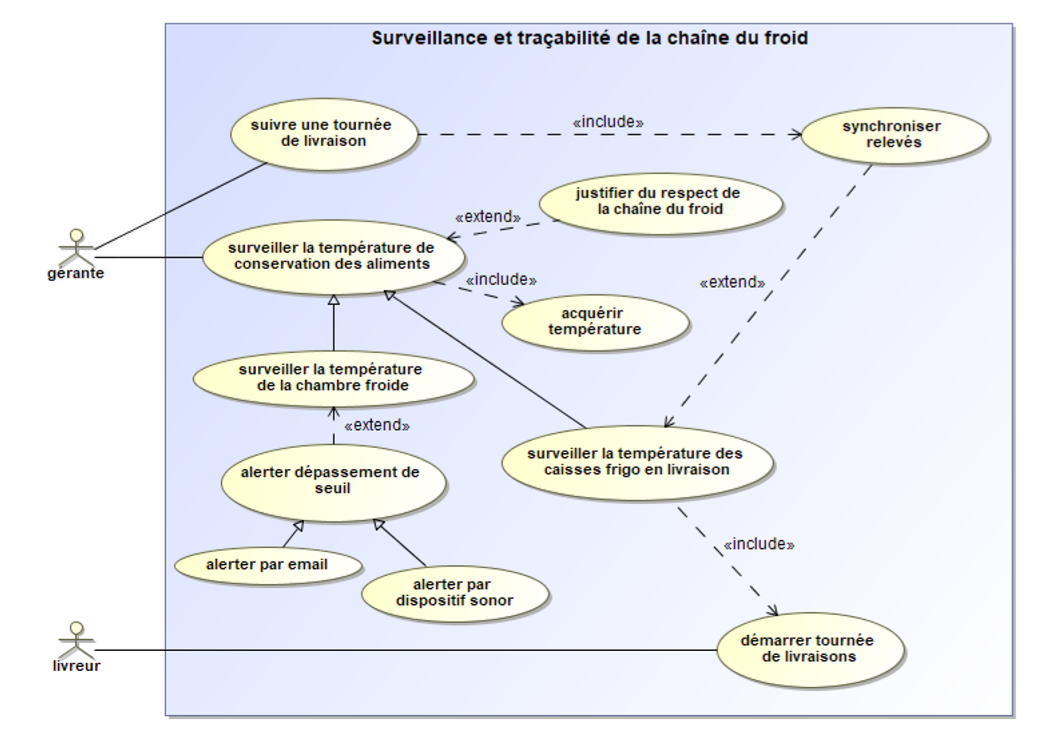 Surveillance et traçabilité de la chaîne du froid
suivre une tournée
de livraison
«include»
synchroniser
relevés
justifier du respect de
la chaîne du froid
«extend»
gérante
surveiller la température de
conservation des aliments
«include»
«extend»
acquérir
température
surveiller la température
de la chambre froide
«extend»
surveiller la température des
caisses frigo en livraison
alerter dépassement de
seuil
«include»
alerter par email
alerter par
dispositif sonor
livreur
démarrer tournée
de livraisons